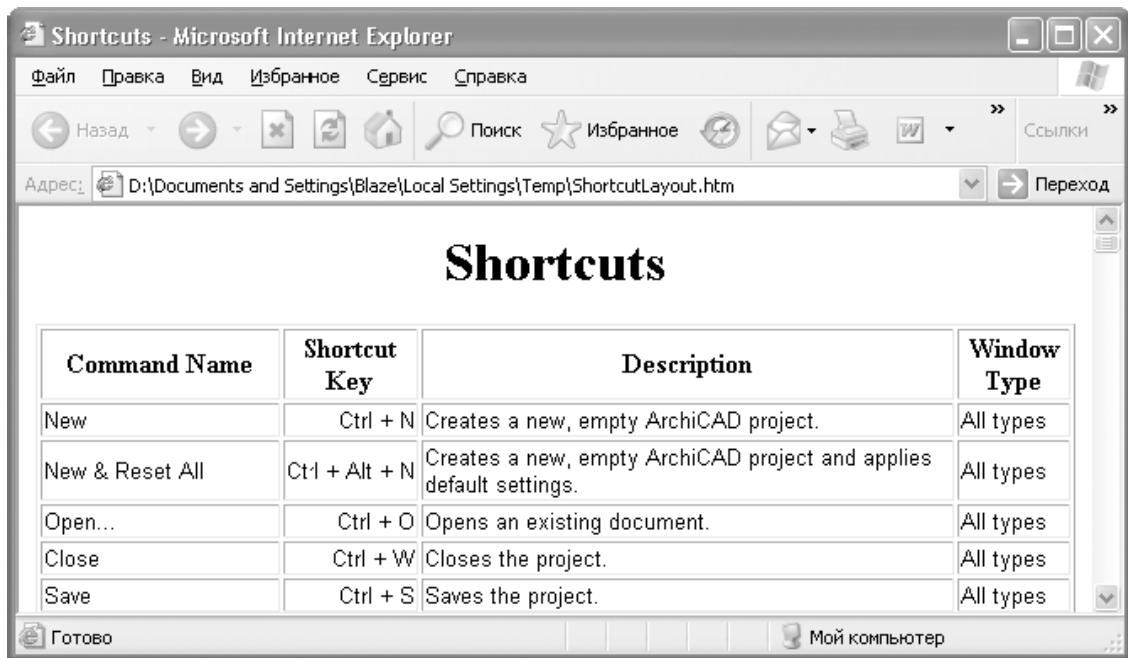 Shortcuts - Microsoft Internet Explorer
Файл Правка Вид Избранное Сервис Справка
Назад Поиск Избранное » Ссылки »
Адрес: D:\Documents and Settings\Blaze\Local Settings\Temp\ShortcutLayout.htm Переход
Shortcuts
Command Name Shortcut Key Description Window Type
New Ctrl + N Creates a new, empty ArchiCAD project. All types
New & Reset All Ctrl + Alt + N Creates a new, empty ArchiCAD project and applies
default settings. All types
Open... Ctrl + O Opens an existing document. All types
Close Ctrl + W Closes the project. All types
Save Ctrl + S Saves the project. All types
Готово Мой компьютер